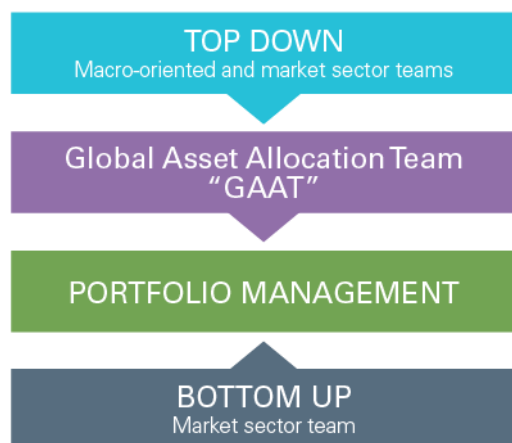 TOP DOWN
Macro-oriented and market sector teams
Global Asset Allocation Team
“GAAT”
PORTFOLIO MANAGEMENT
BOTTOM UP
Market sector team